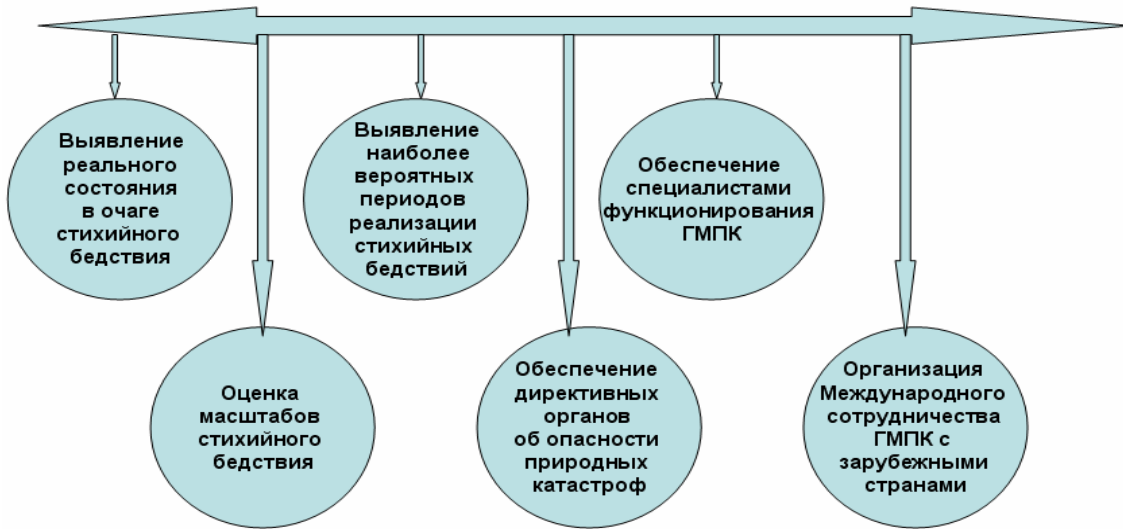 Выявление
реального
состояния
в очаге
стихийного
бедствия
Выявление
наиболее
вероятных
периодов
реализации
стихийных
бедствий
Обеспечение
специалистами
функционирования
ГМПК
Оценка
масштабов
стихийного
бедствия
Обеспечение
директивных
органов
об опасности
природных
катастроф
Организация
Международного
сотрудничества
ГМПК с
зарубежными
странами